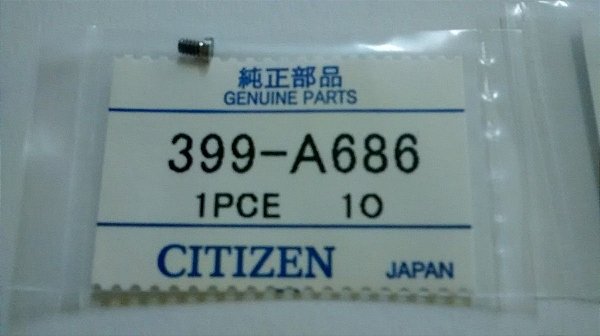 純正部品
GENUINE PARTS
399-A686
1PCE 10
CITIZEN JAPAN